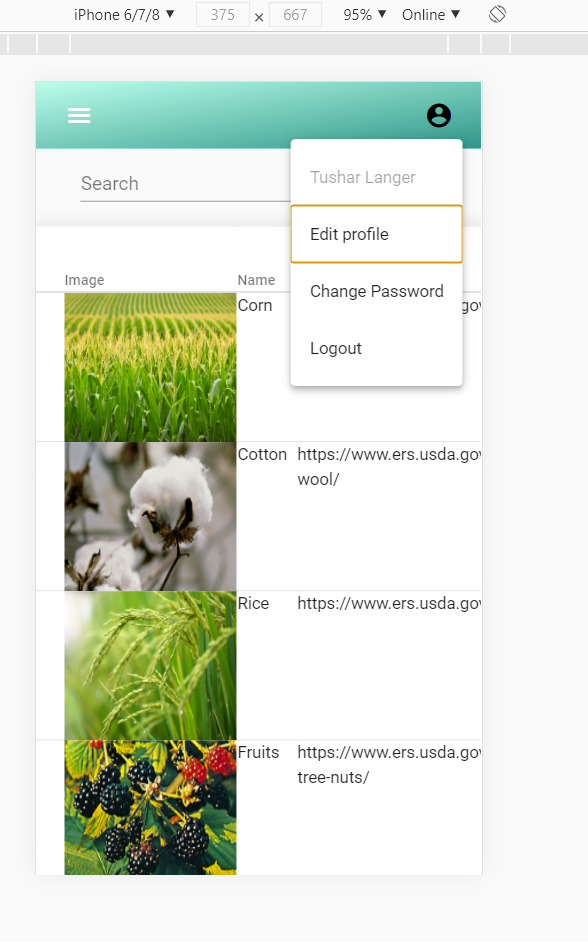 iPhone 6/7/8 ▼ 375 × 667 95% ▼ Online ▼
Search
Tushar Langer
Edit profile
Change Password
Logout
Image Name
Corn gov
Cotton https://www.ers.usda.gov
wool/
Rice https://www.ers.usda.gov
Fruits https://www.ers.usda.gov
tree-nuts/